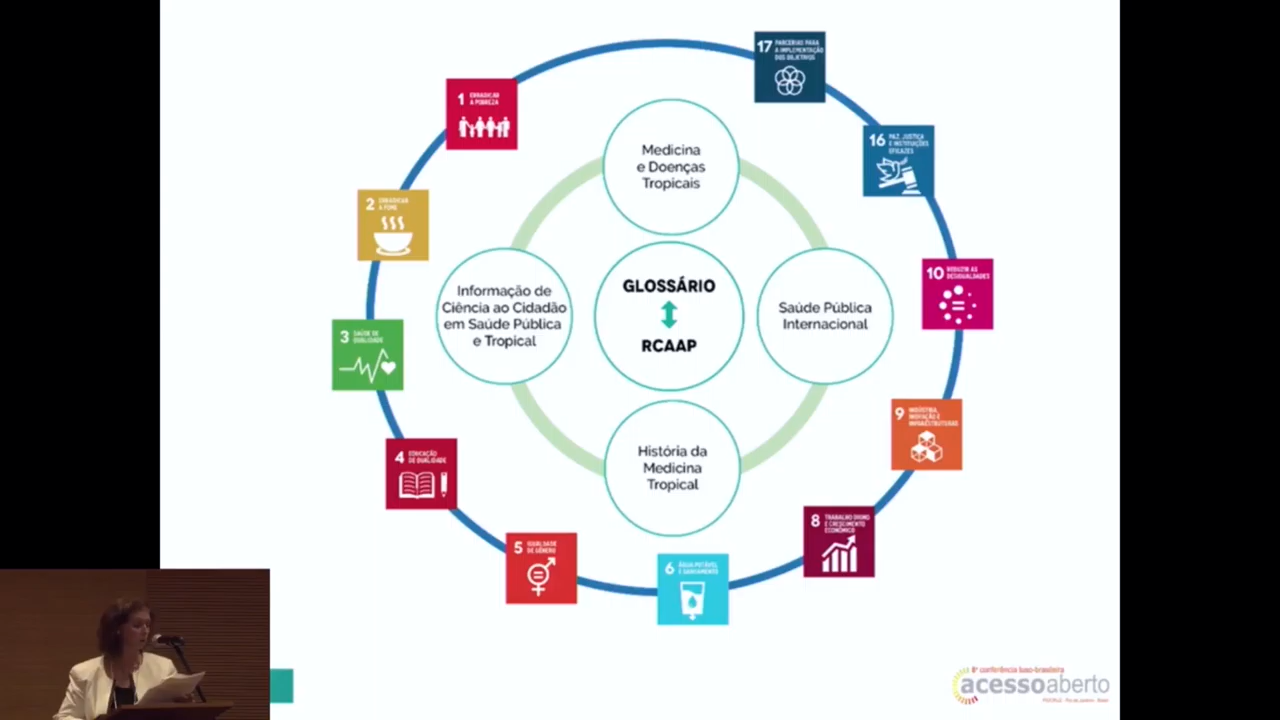 17 PARCERIAS PARA
A IMPLEMENTAÇÃO
DOS OBJETIVOS
1 ERRADICAR
A POBREZA
16 PAZ, JUSTIÇA
E INSTITUIÇÕES
EFICAZES
2 ERRADICAR
A FOME
10 REDUZIR AS
DESIGUALDADES
3 SAÚDE DE
QUALIDADE
9 INDÚSTRIA,
INOVAÇÃO E
INFRAESTRUTURAS
4 EDUCAÇÃO
DE QUALIDADE
8 TRABALHO DIGNO
E CRESCIMENTO
ECONÓMICO
5 IGUALDADE
DE GÉNERO
6 ÁGUA POTÁVEL
E SANEAMENTO
Medicina
e Doenças
Tropicais
Informação de
Ciência ao Cidadão
em Saúde Pública
e Tropical
GLOSSÁRIO
RCAAP
Saúde Pública
Internacional
História da
Medicina
Tropical
8ª conferência luso-brasileira
acessoaberto